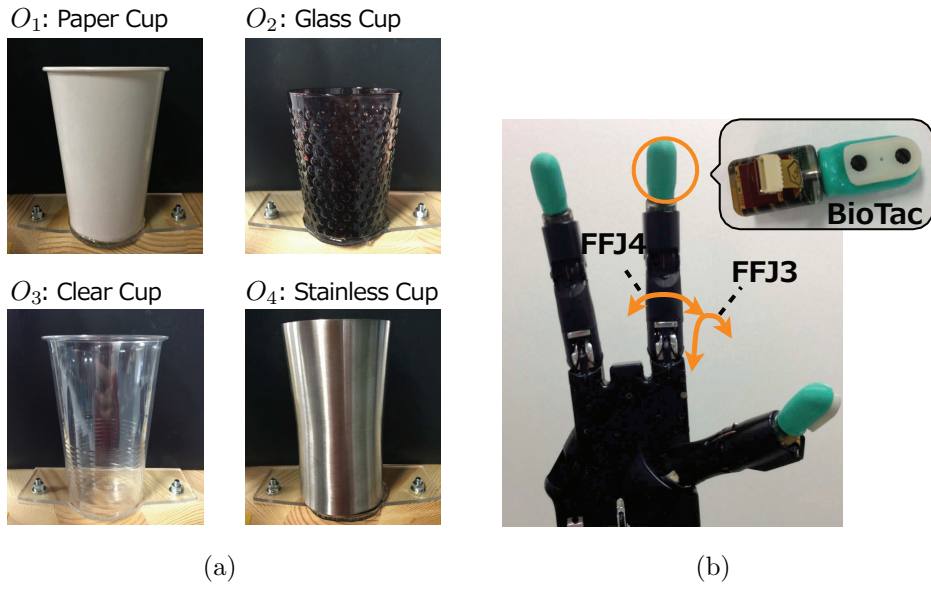 O₁: Paper Cup
O₂: Glass Cup
O₃: Clear Cup
O₄: Stainless Cup
(a)
BioTac
FFJ4
FFJ3
(b)